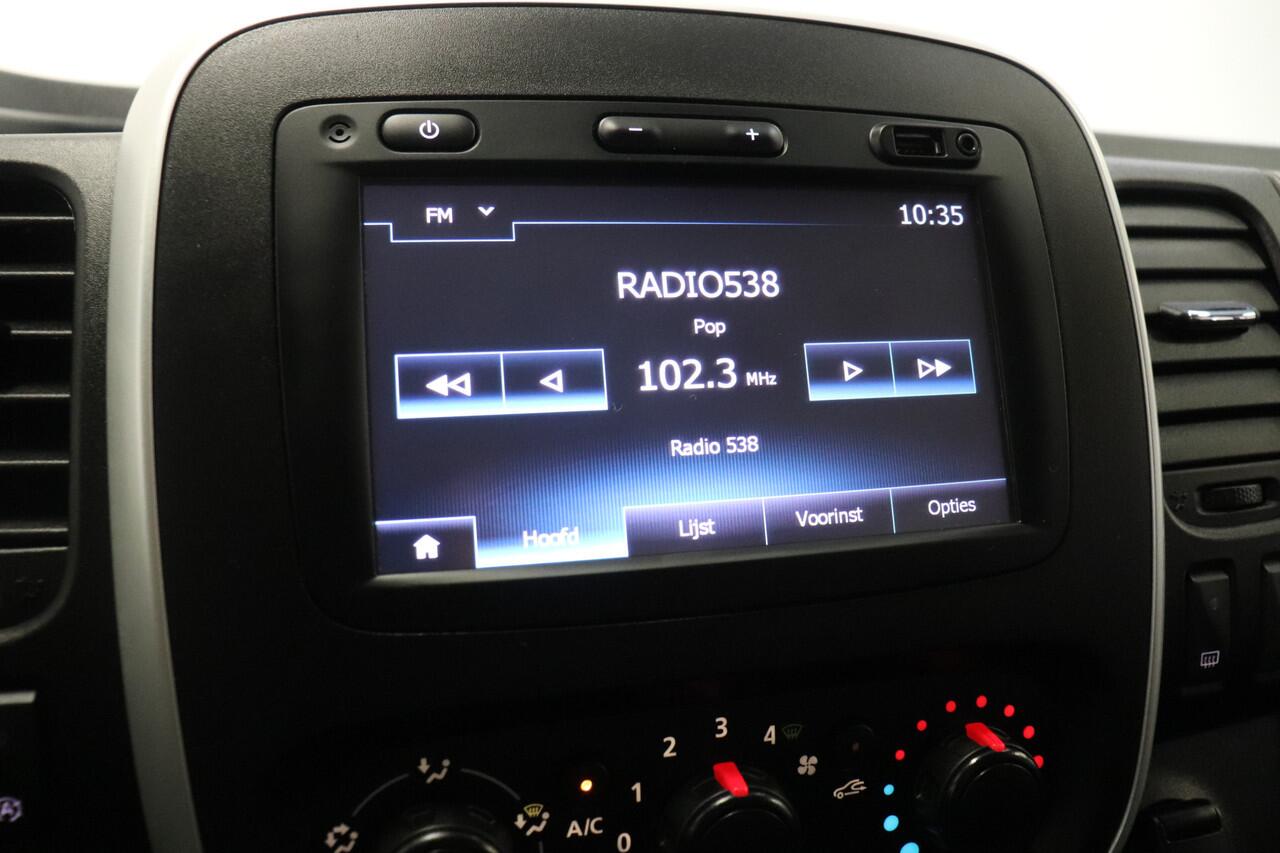 FM
10:35
RADIO538
Pop
102.3 MHz
Radio 538
Hoofd Lijst Voorinst Opties
0 1 2 3 4
A/C